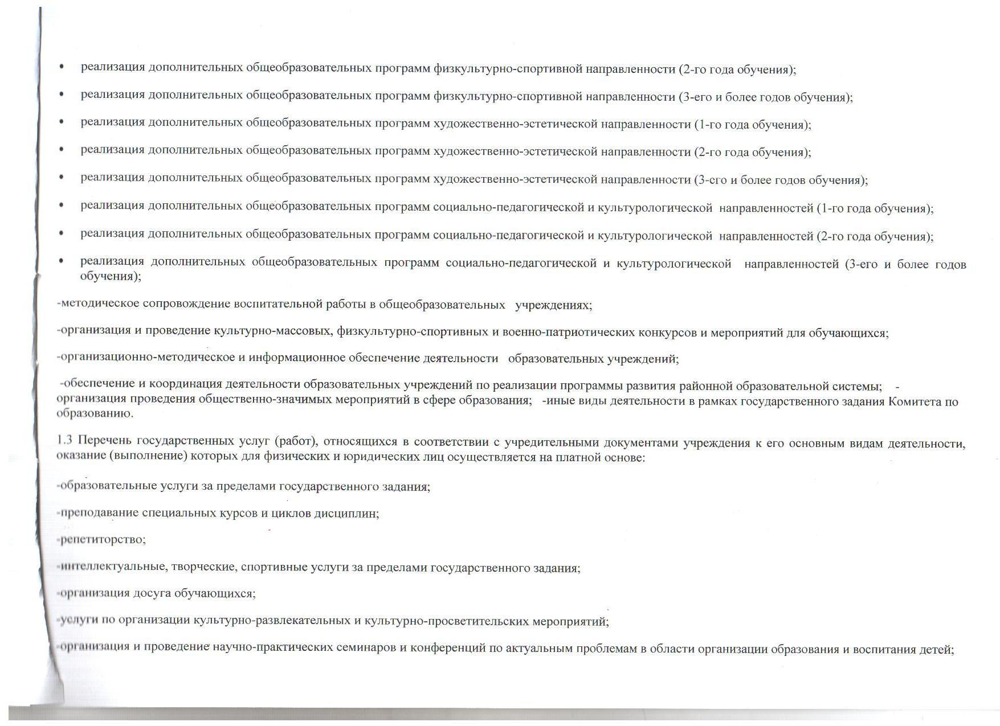 • реализация дополнительных общеобразовательных программ физкультурно-спортивной направленности (2-го года обучения);
• реализация дополнительных общеобразовательных программ физкультурно-спортивной направленности (3-его и более годов обучения);
• реализация дополнительных общеобразовательных программ художественно-эстетической направленности (1-го года обучения);
• реализация дополнительных общеобразовательных программ художественно-эстетической направленности (2-го года обучения);
• реализация дополнительных общеобразовательных программ художественно-эстетической направленности (3-его и более годов обучения);
• реализация дополнительных общеобразовательных программ социально-педагогической и культурологической направленностей (1-го года обучения);
• реализация дополнительных общеобразовательных программ социально-педагогической и культурологической направленностей (2-го года обучения);
• реализация дополнительных общеобразовательных программ социально-педагогической и культурологической направленностей (3-его и более годов
обучения);
-методическое сопровождение воспитательной работы в общеобразовательных учреждениях;
-организация и проведение культурно-массовых, физкультурно-спортивных и военно-патриотических конкурсов и мероприятий для обучающихся;
-организационно-методическое и информационное обеспечение деятельности образовательных учреждений;
-обеспечение и координация деятельности образовательных учреждений по реализации программы развития районной образовательной системы; -
организация проведения общественно-значимых мероприятий в сфере образования; -иные виды деятельности в рамках государственного задания Комитета по
образованию.
1.3 Перечень государственных услуг (работ), относящихся в соответствии с учредительными документами учреждения к его основным видам деятельности,
оказание (выполнение) которых для физических и юридических лиц осуществляется на платной основе:
-образовательные услуги за пределами государственного задания;
-преподавание специальных курсов и циклов дисциплин;
-репетиторство;
-интеллектуальные, творческие, спортивные услуги за пределами государственного задания;
-организация досуга обучающихся;
-услуги по организации культурно-развлекательных и культурно-просветительских мероприятий;
-организация и проведение научно-практических семинаров и конференций по актуальным проблемам в области организации образования и воспитания детей;